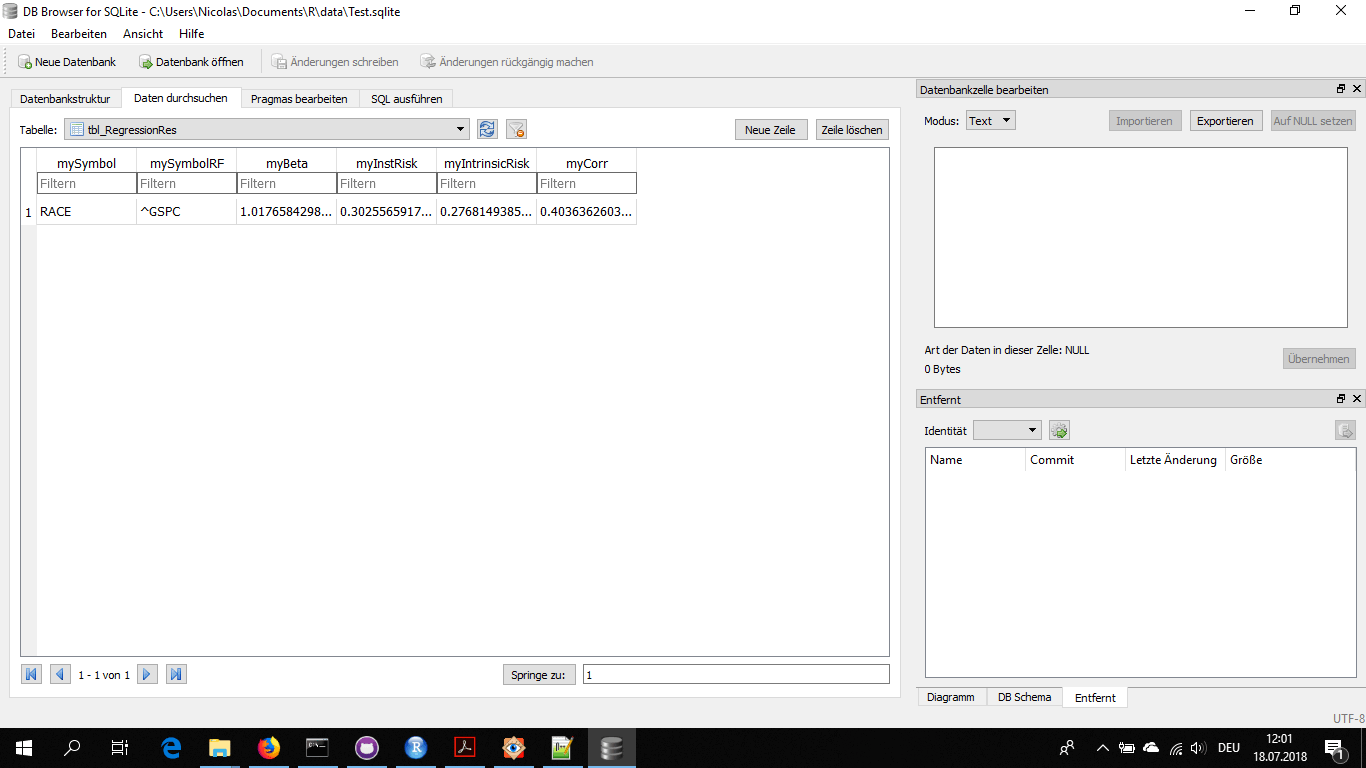 DB Browser for SQLite - C:\Users\Nicolas\Documents\R\data\Test.sqlite
Datei Bearbeiten Ansicht Hilfe
Neue Datenbank Datenbank öffnen Änderungen schreiben Änderungen rückgängig machen
Datenbankstruktur Daten durchsuchen Pragmas bearbeiten SQL ausführen
Tabelle: tbl_RegressionRes Neue Zeile Zeile löschen
mySymbol mySymbolRF myBeta myInstRisk myIntrinsicRisk myCorr
Filtern Filtern Filtern Filtern Filtern Filtern
1 RACE ^GSPC 1.0176584298... 0.3025565917... 0.2768149385... 0.4036362603...
1 - 1 von 1 Springe zu: 1
Datenbankzelle bearbeiten
Modus: Text Importieren Exportieren Auf NULL setzen
Art der Daten in dieser Zelle: NULL
0 Bytes
Übernehmen
Entfernt
Identität
Name Commit Letzte Änderung Größe
Diagramm DB Schema Entfernt
UTF-8
DEU
12:01
18.07.2018
1